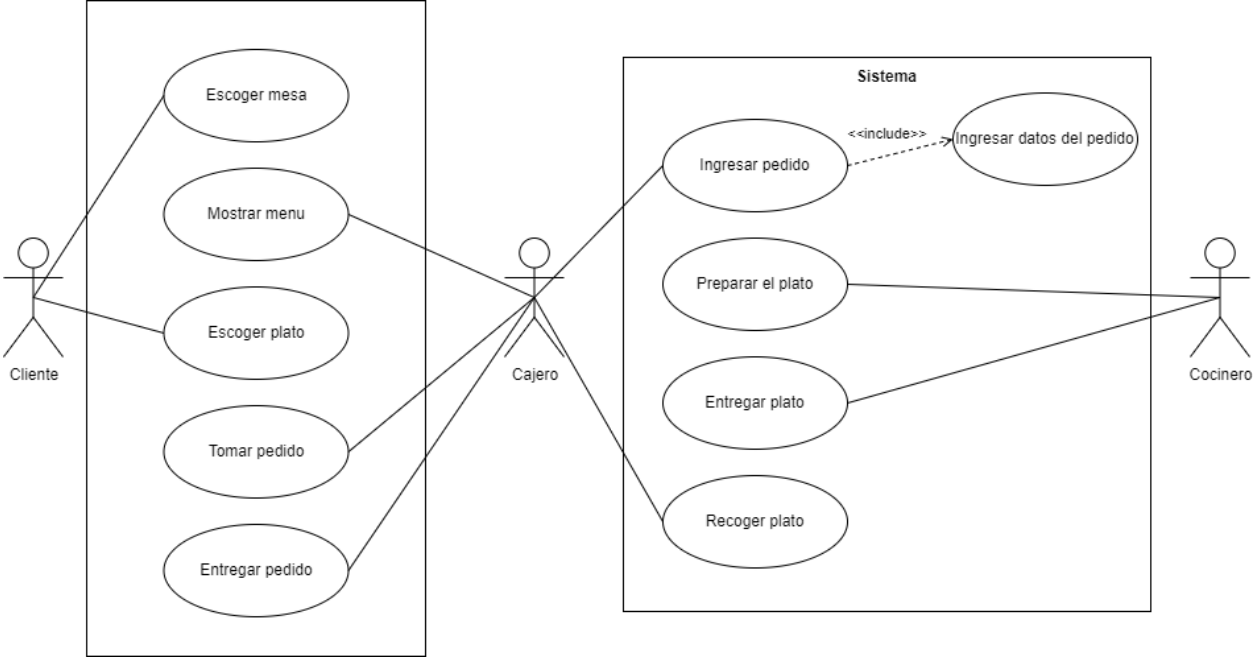 Escoger mesa
Mostrar menu
Escoger plato
Tomar pedido
Entregar pedido
Cliente
Cajero
Sistema
Ingresar pedido
<<include>>
Ingresar datos del pedido
Preparar el plato
Entregar plato
Recoger plato
Cocinero